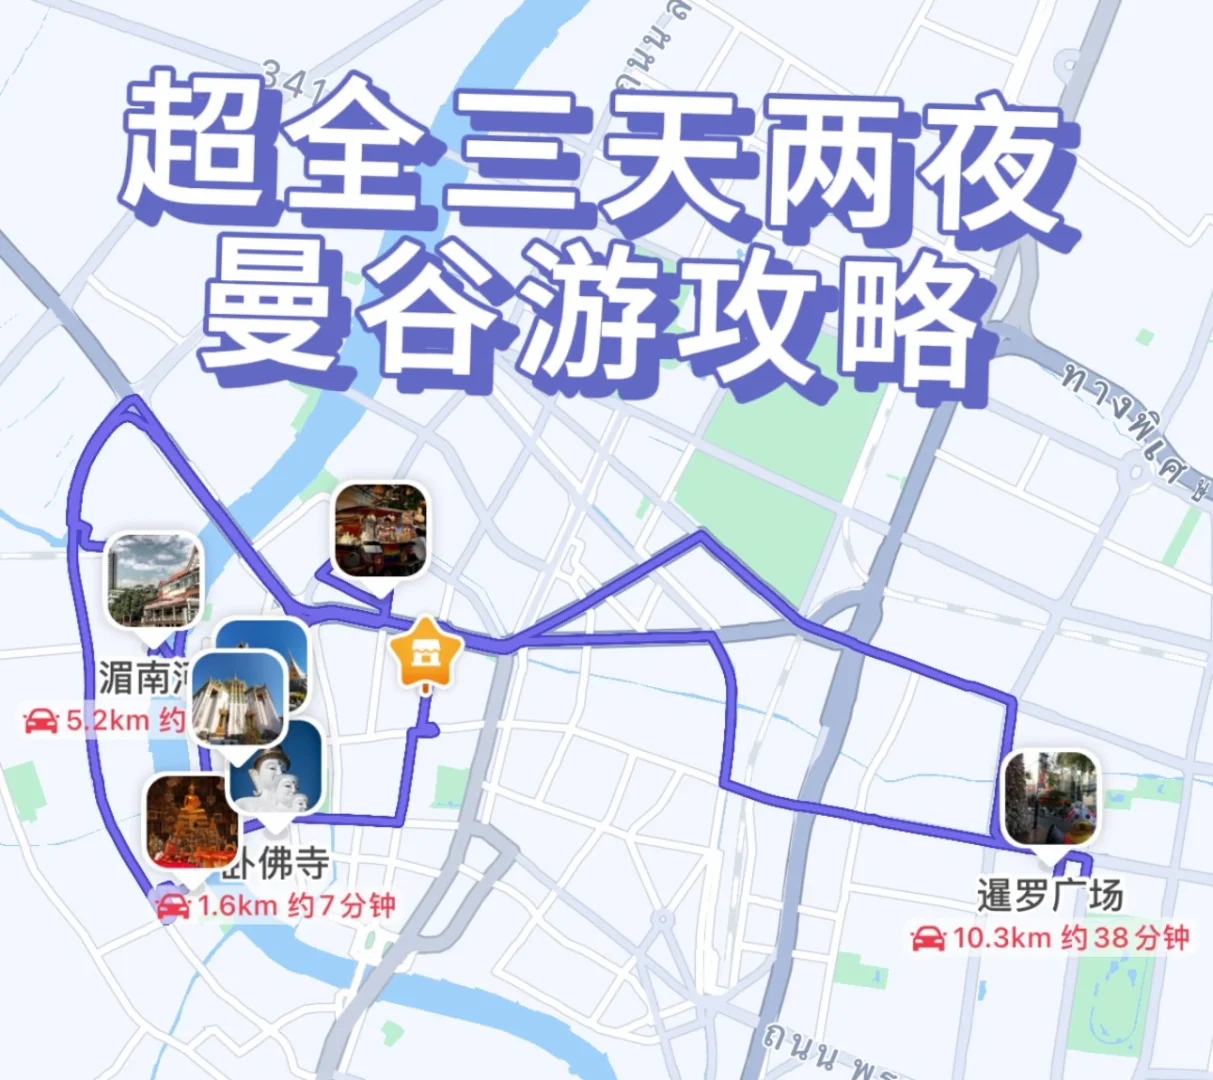 341
ถนน
超全三天两夜
曼谷游攻略
ทางพิเศ
湄南河
5.2km 约
卧佛寺
1.6km 约7分钟
暹罗广场
10.3km 约38分钟
ถนน พร